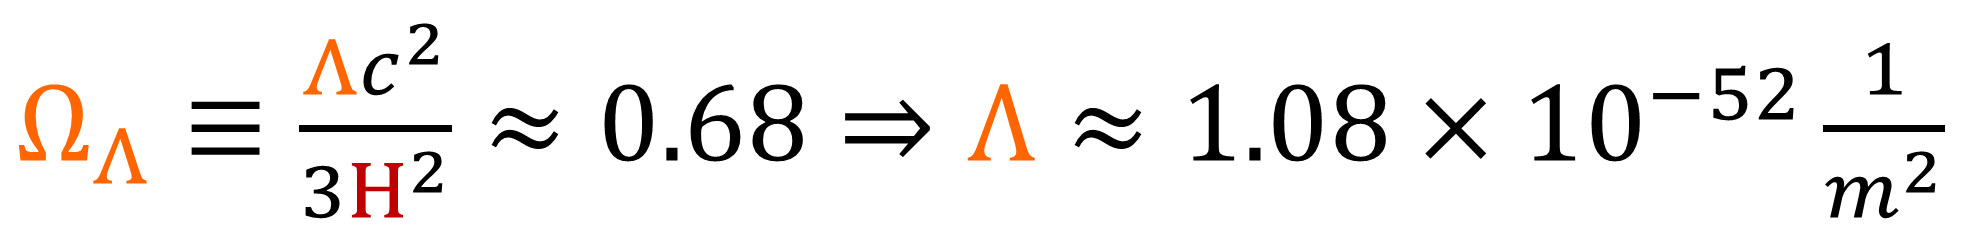 Ω_Λ ≡ Λc²/3H² ≈ 0.68 ⇒ Λ ≈ 1.08 × 10⁻⁵² 1/m²